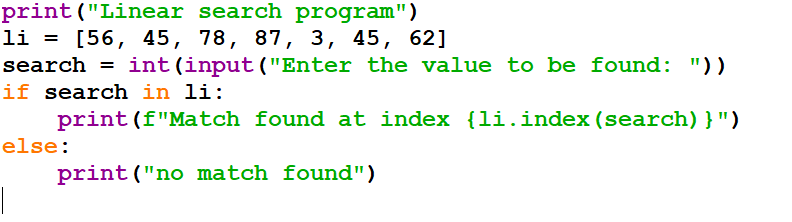 print("Linear search program")
li = [56, 45, 78, 87, 3, 45, 62]
search = int(input("Enter the value to be found: "))
if search in li:
    print(f"Match found at index {li.index(search)}")
else:
    print("no match found")